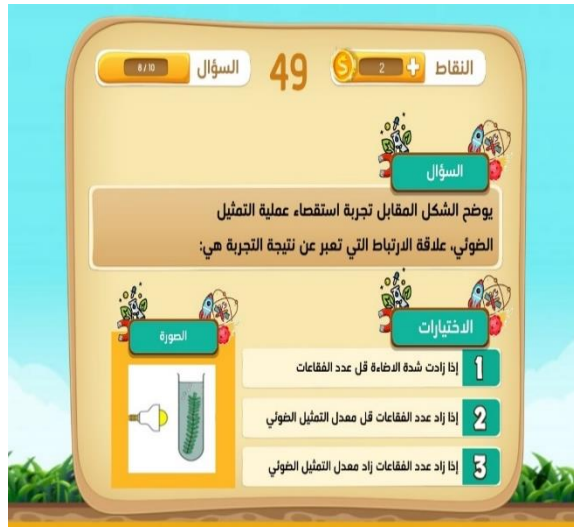 النقاط
2
49
السؤال
8/10
السؤال
يوضح الشكل المقابل تجربة استقصاء عملية التمثيل
الضوئي، علاقة الارتباط التي تعبر عن نتيجة التجربة هي:
الاختيارات
1 إذا زادت شدة الاضاءة قل عدد الفقاعات
2 إذا زاد عدد الفقاعات قل معدل التمثيل الضوئي
3 إذا زاد عدد الفقاعات زاد معدل التمثيل الضوئي
الصورة